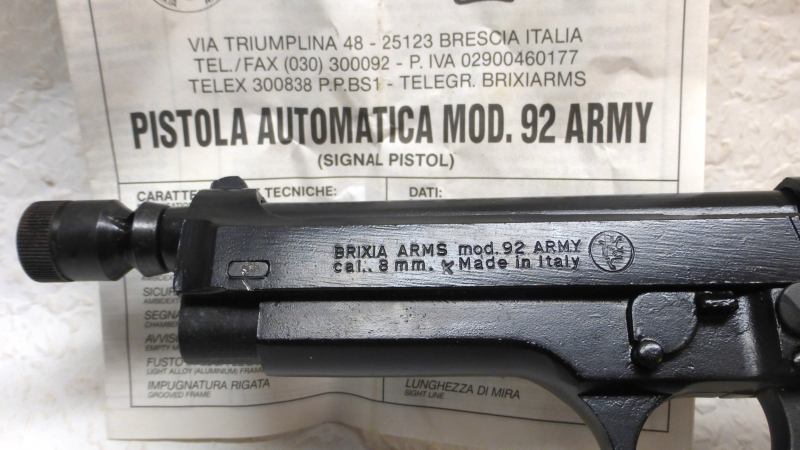 VIA TRIUMPLINA 48 - 25123 BRESCIA ITALIA
TEL./FAX (030) 300092 - P. IVA 02900460177
TELEX 300838 P.P.BS1 - TELEGR. BRIXIARMS
PISTOLA AUTOMATICA MOD. 92 ARMY
(SIGNAL PISTOL)
TECNICHE:
DATI:
BRIXIA ARMS mod. 92 ARMY
cal.. 8 mm. Made in Italy
LIGHT ALLOY (ALUMINIUM)
IMPUGNATURA RIGATA
GROOVED FRAME
LUNGHEZZA DI MIRA
SIGHT LINE